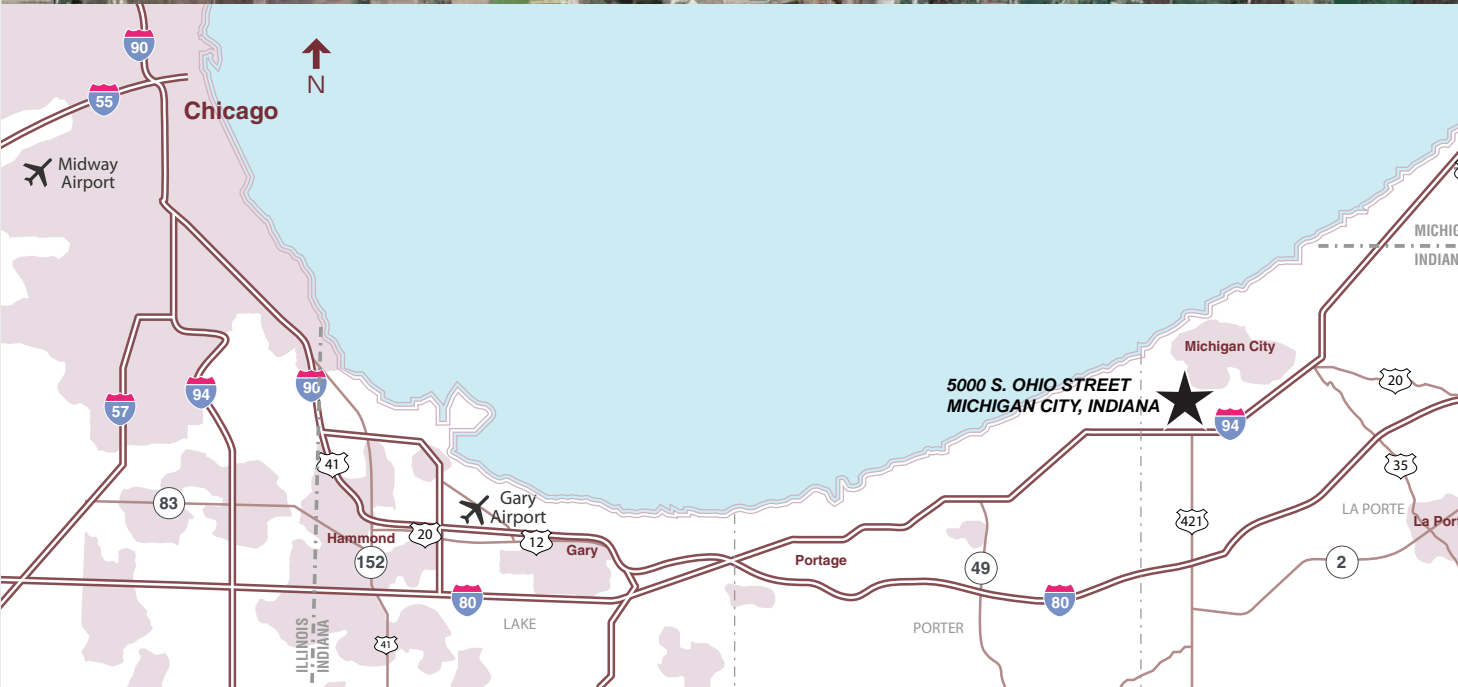 90
N
55
Chicago
Midway
Airport
MICHIG
INDIAN
Michigan City
5000 S. OHIO STREET
MICHIGAN CITY, INDIANA
20
90
94
57
94
41
35
83
Gary
Airport
LA PORTE
La Port
421
Hammond
20
12
Gary
152
Portage
49
2
80
80
LAKE
PORTER
ILLINOIS
INDIANA
41